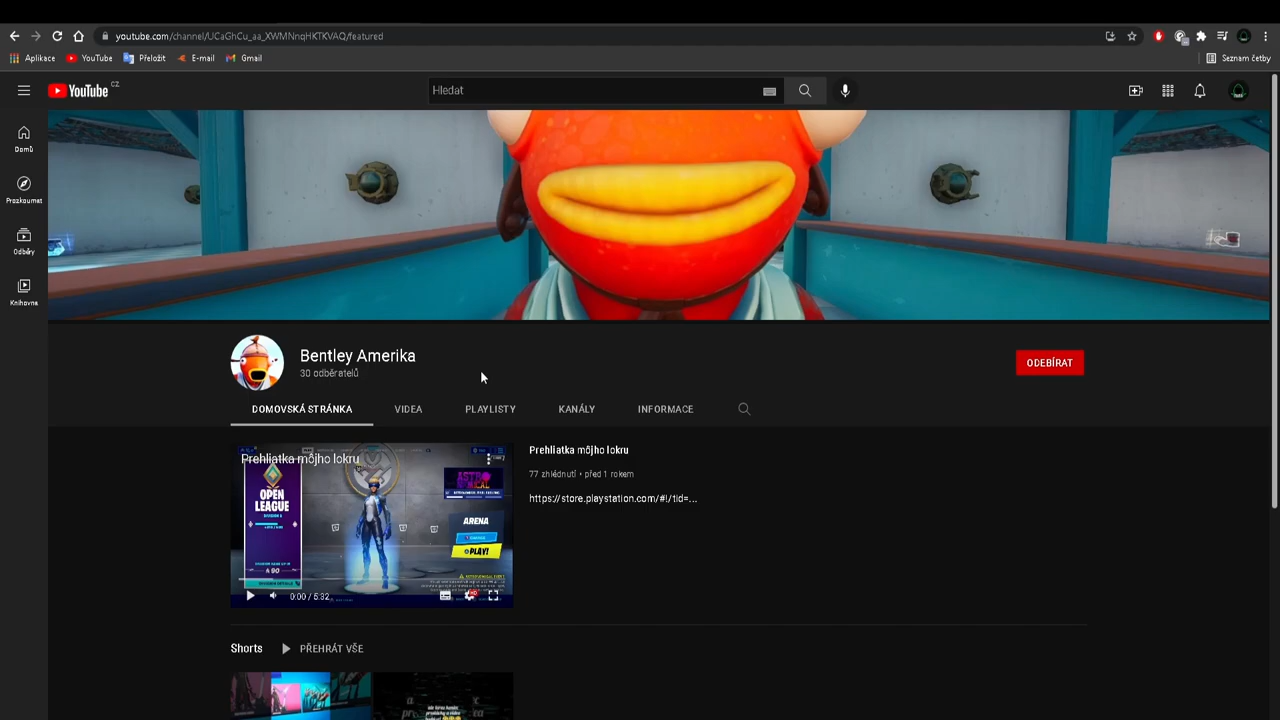 youtube.com/channel/UCaGhCu_aa_XWMNnqHKTKVAQ/featured
Aplikace YouTube Přeložit E-mail Gmail Seznam četby
YouTube CZ
Hledat
Domů
Prozkoumat
Odběry
Knihovna
Bentley Amerika
30 odběratelů
ODEBÍRAT
DOMOVSKÁ STRÁNKA VIDEA PLAYLISTY KANÁLY INFORMACE
Prehliatka môjho lokru
OPEN
LEAGUE
ARENA
PLAY!
0:00 / 5:32
HD
Prehliatka môjho lokru
77 zhlédnutí • před 1 rokem
https://store.playstation.com/#!/tid=...
Shorts PŘEHRÁT VŠE